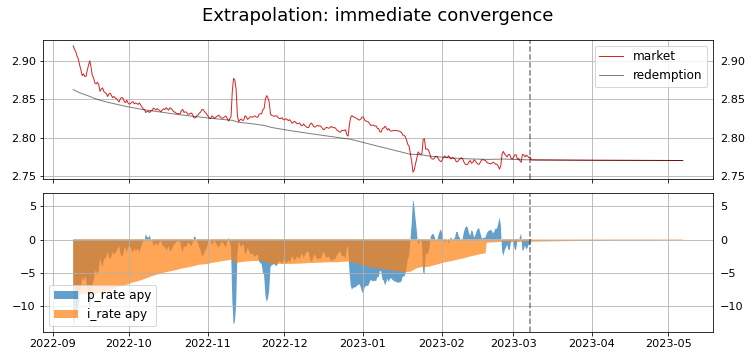 Extrapolation: immediate convergence
2.90
2.85
2.80
2.75
market
redemption
2.90
2.85
2.80
2.75
5
0
−5
−10
p_rate apy
i_rate apy
5
0
−5
−10
2022-09 2022-10 2022-11 2022-12 2023-01 2023-02 2023-03 2023-04 2023-05